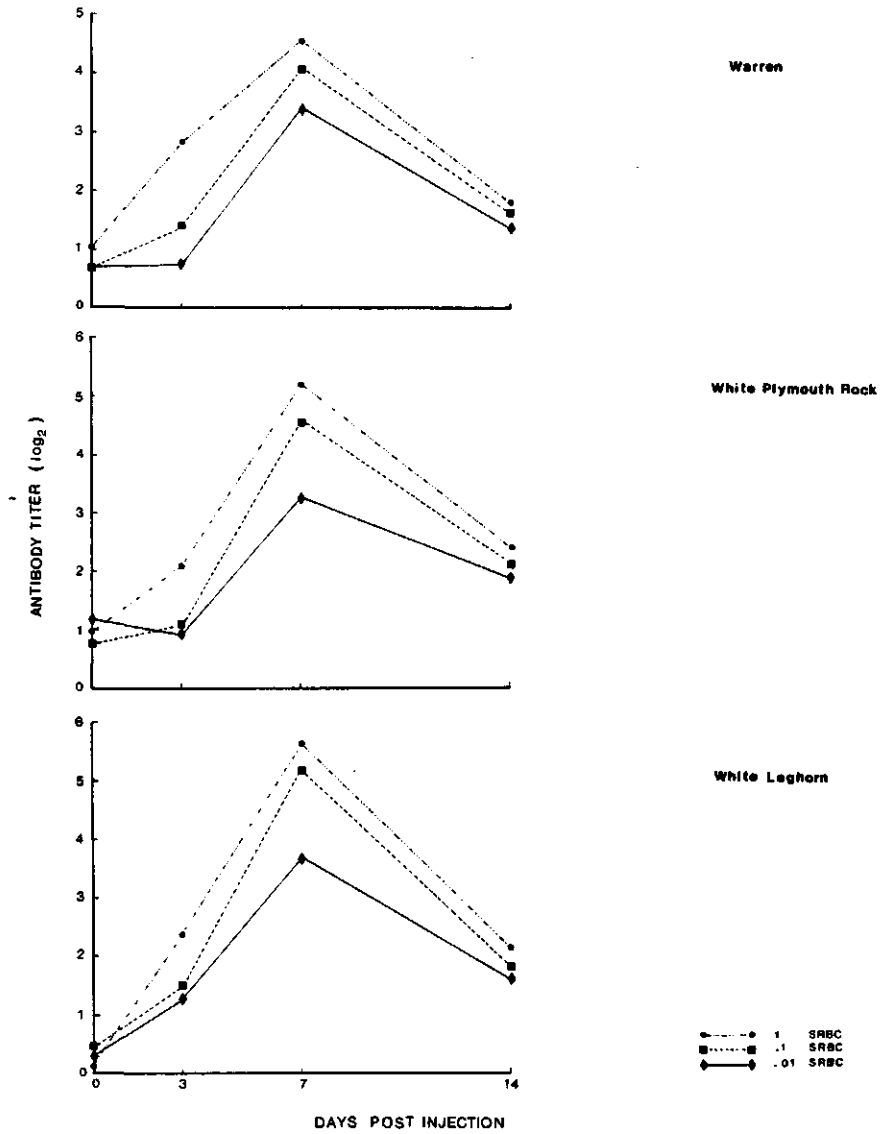 5
4
3
2
1
0
Warren
6
5
4
3
2
1
0
White Plymouth Rock
ANTIBODY TITER (log₂)
6
5
4
3
2
1
0
White Leghorn
1 SRBC
.1 SRBC
.01 SRBC
0 3 7 14
DAYS POST INJECTION